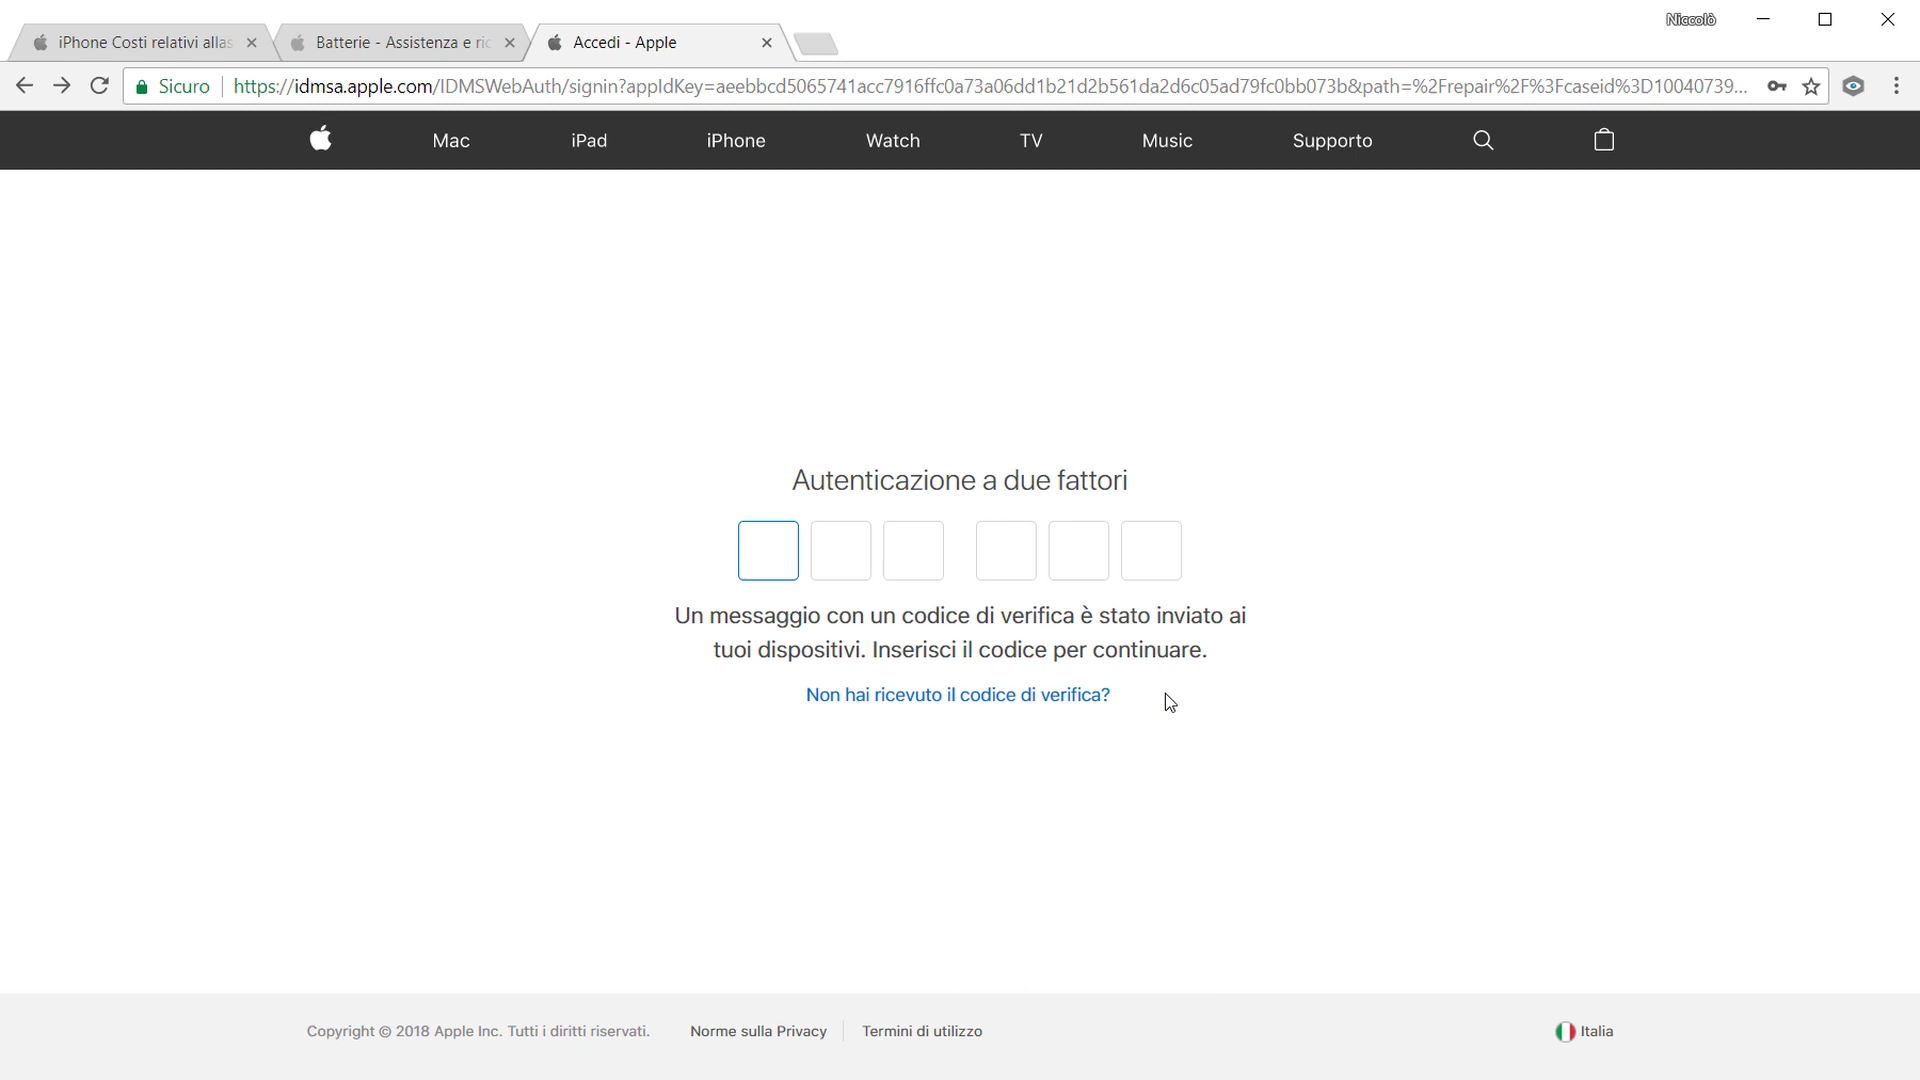 Niccolò
iPhone Costi relativi allas
Batterie - Assistenza e ric
Accedi - Apple
Sicuro
https://idmsa.apple.com/IDMSWebAuth/signin?appIdKey=aeebbcd5065741acc7916ffc0a73a06dd1b21d2b561da2d6c05ad79fc0bb073b&path=%2Frepair%2F%3Fcaseid%3D10040739...
Mac
iPad
iPhone
Watch
TV
Music
Supporto
Autenticazione a due fattori
Un messaggio con un codice di verifica è stato inviato ai
tuoi dispositivi. Inserisci il codice per continuare.
Non hai ricevuto il codice di verifica?
Copyright © 2018 Apple Inc. Tutti i diritti riservati.
Norme sulla Privacy
Termini di utilizzo
Italia